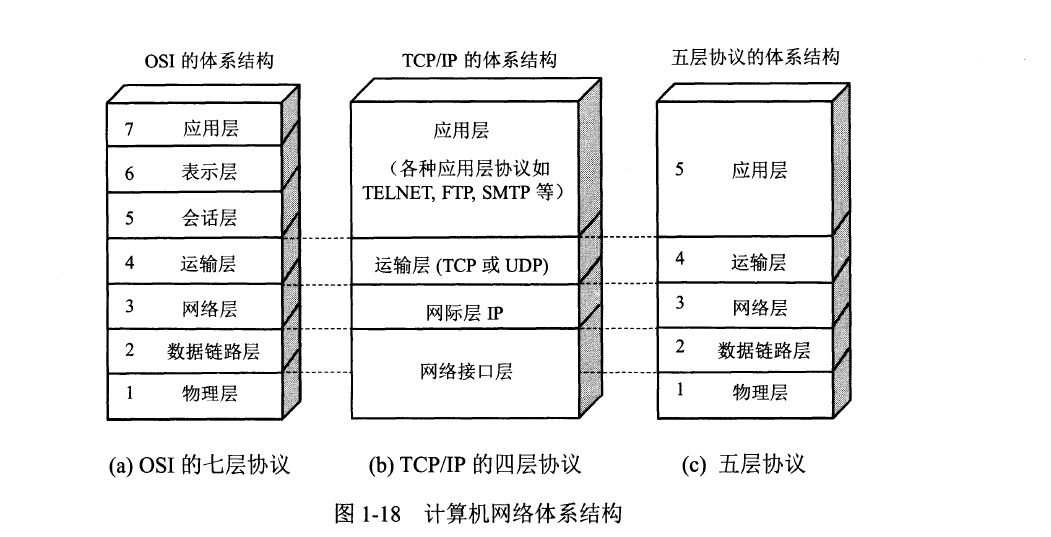 OSI 的体系结构
7 应用层
6 表示层
5 会话层
4 运输层
3 网络层
2 数据链路层
1 物理层
(a) OSI 的七层协议
TCP/IP 的体系结构
应用层
（各种应用层协议如
TELNET, FTP, SMTP 等）
运输层 (TCP 或 UDP)
网际层 IP
网络接口层
(b) TCP/IP 的四层协议
五层协议的体系结构
5 应用层
4 运输层
3 网络层
2 数据链路层
1 物理层
(c) 五层协议
图 1-18 计算机网络体系结构